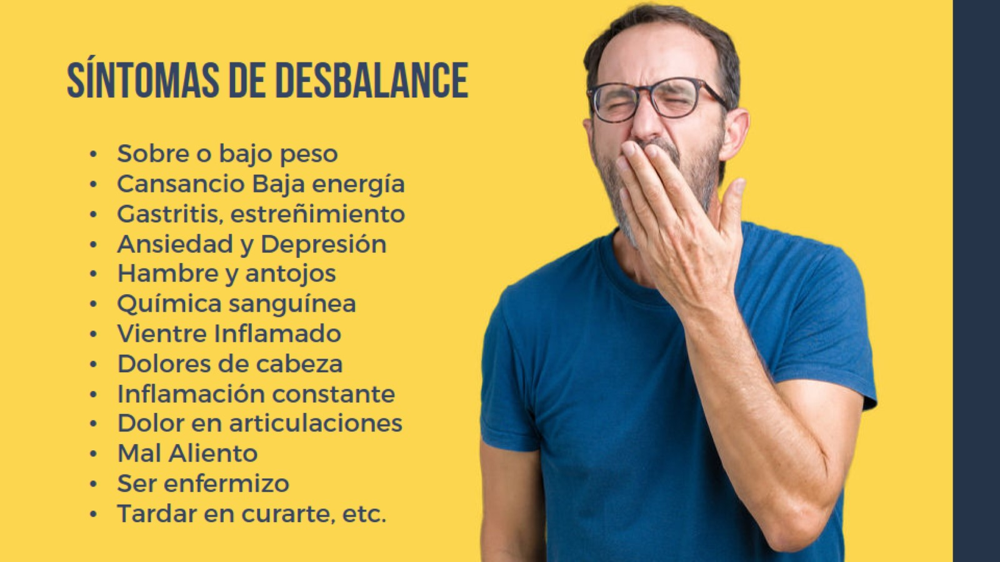 SÍNTOMAS DE DESBALANCE
• Sobre o bajo peso
• Cansancio Baja energía
• Gastritis, estreñimiento
• Ansiedad y Depresión
• Hambre y antojos
• Química sanguínea
• Vientre Inflamado
• Dolores de cabeza
• Inflamación constante
• Dolor en articulaciones
• Mal Aliento
• Ser enfermizo
• Tardar en curarte, etc.